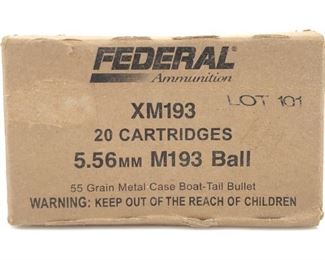 FEDERAL®
Ammunition
XM193
LOT 101
20 CARTRIDGES
5.56MM M193 Ball
55 Grain Metal Case Boat-Tail Bullet
WARNING: KEEP OUT OF THE REACH OF CHILDREN